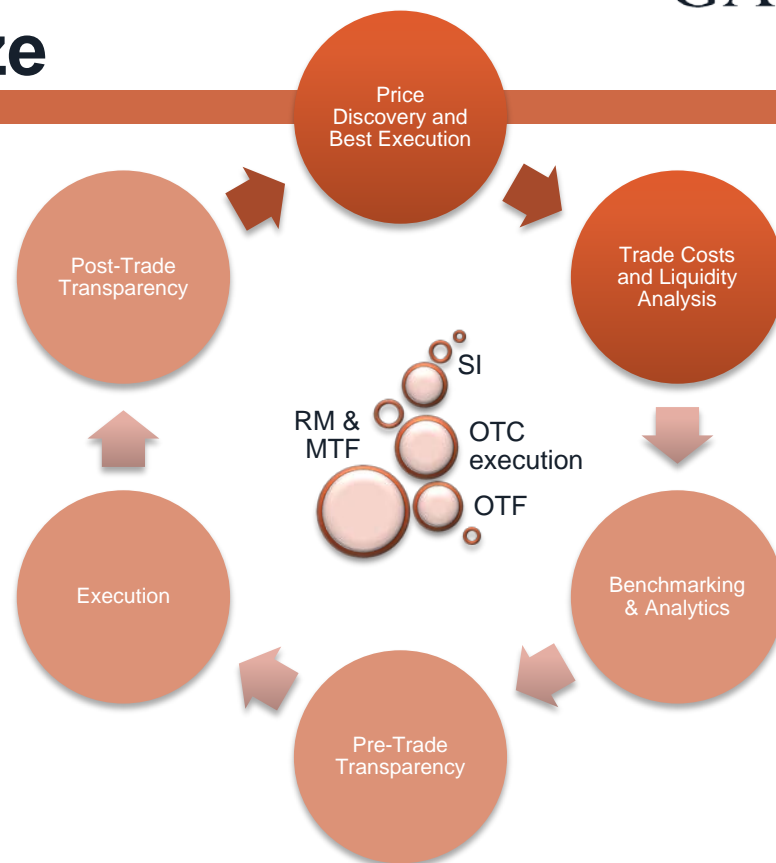 ze
Price
Discovery and
Best Execution
Trade Costs
and Liquidity
Analysis
Benchmarking
& Analytics
Pre-Trade
Transparency
Execution
Post-Trade
Transparency
SI
RM &
MTF
OTC
execution
OTF